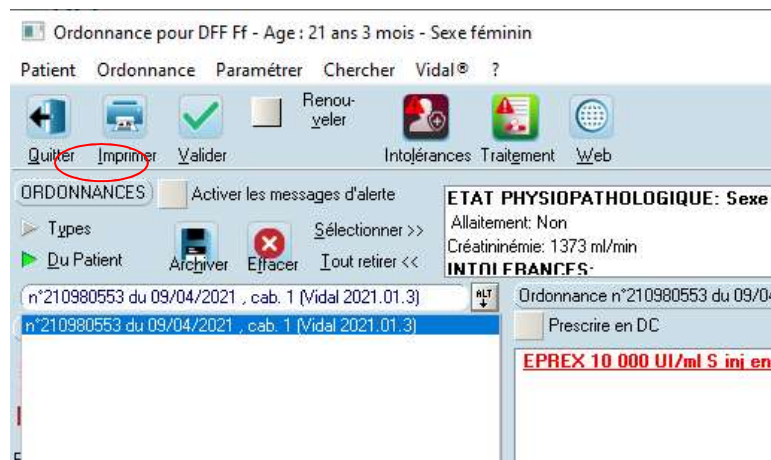 Ordonnance pour DFF Ff - Age : 21 ans 3 mois - Sexe féminin
Patient Ordonnance Paramétrer Chercher Vidal® ?
Renou-
veler
Quitter Imprimer Valider Intolérances Traitement Web
ORDONNANCES Activer les messages d'alerte
Types
Du Patient
Archiver Effacer
Sélectionner >>
Tout retirer <<
ETAT PHYSIOPATHOLOGIQUE: Sexe
Allaitement: Non
Créatininémie: 1373 ml/min
INTOLERANCES:
n°210980553 du 09/04/2021 , cab. 1 (Vidal 2021.01.3) ALT
n°210980553 du 09/04/2021 , cab. 1 (Vidal 2021.01.3)
Ordonnance n°210980553 du 09/04
Prescrire en DC
EPREX 10 000 UI/ml S inj en